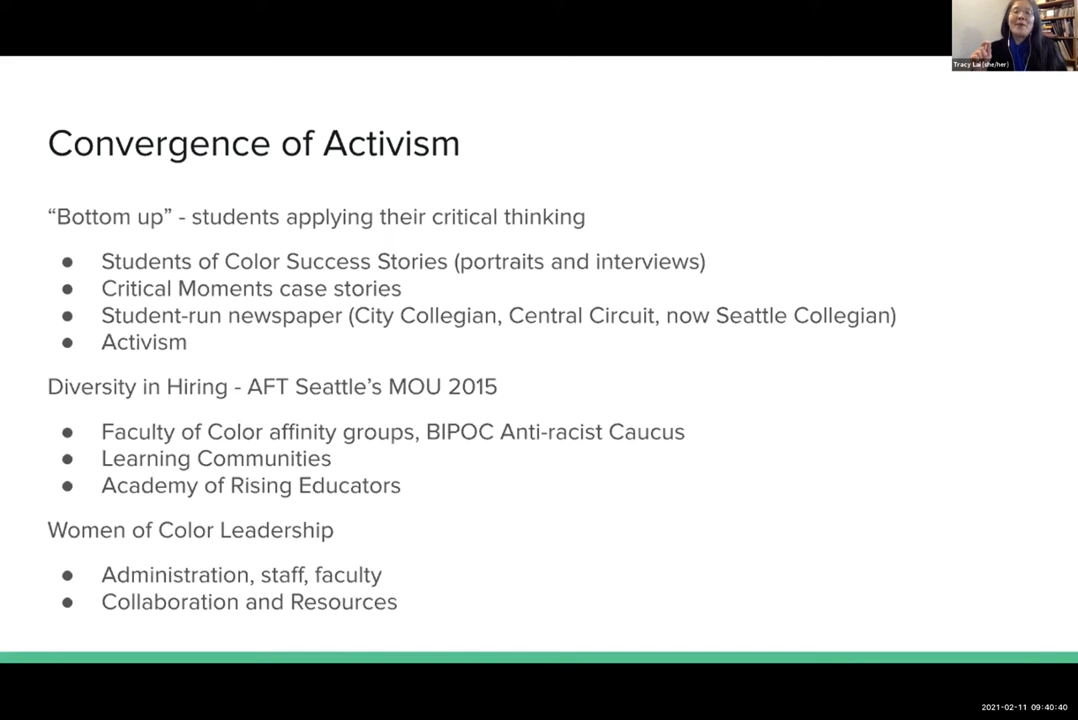 Tracy Lai (she/her)
Convergence of Activism
“Bottom up” - students applying their critical thinking
● Students of Color Success Stories (portraits and interviews)
● Critical Moments case stories
● Student-run newspaper (City Collegian, Central Circuit, now Seattle Collegian)
● Activism
Diversity in Hiring - AFT Seattle’s MOU 2015
● Faculty of Color affinity groups, BIPOC Anti-racist Caucus
● Learning Communities
● Academy of Rising Educators
Women of Color Leadership
● Administration, staff, faculty
● Collaboration and Resources
2021-02-11 09:40:40